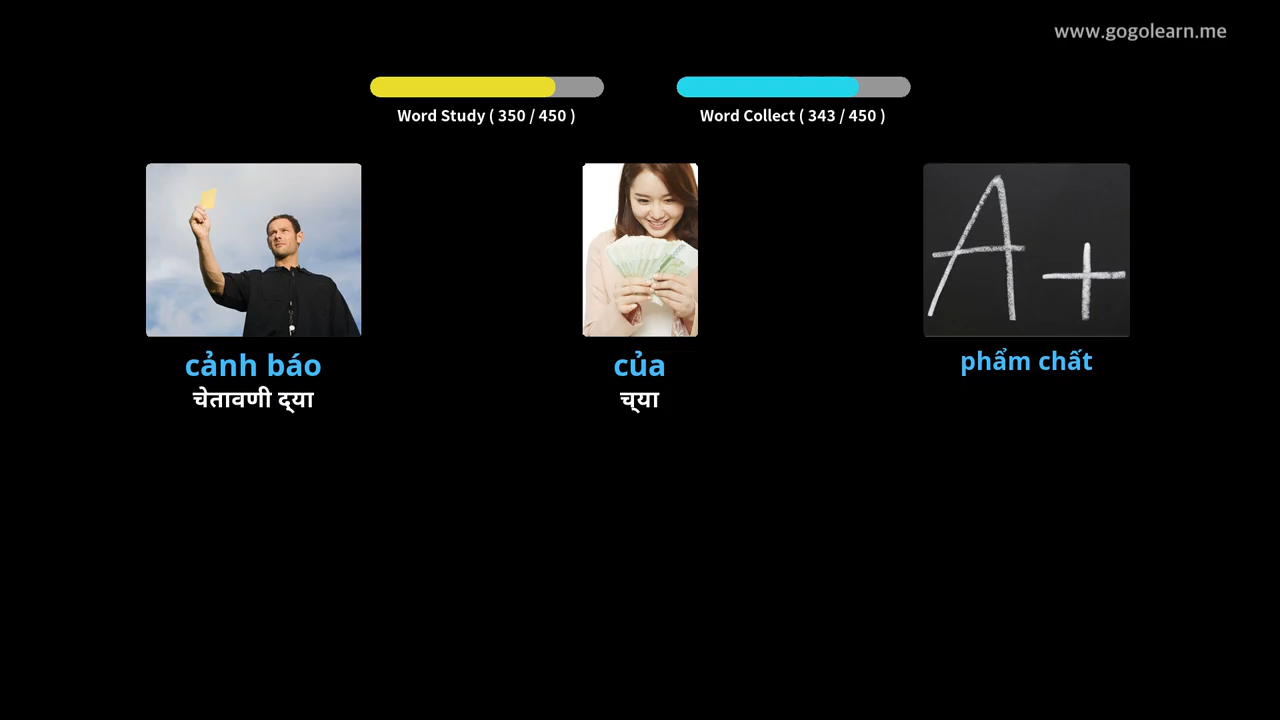 www.gogolearn.me
Word Study ( 350 / 450 )
Word Collect ( 343 / 450 )
cảnh báo
चेतावणी द्या
của
च्या
phẩm chất
A+